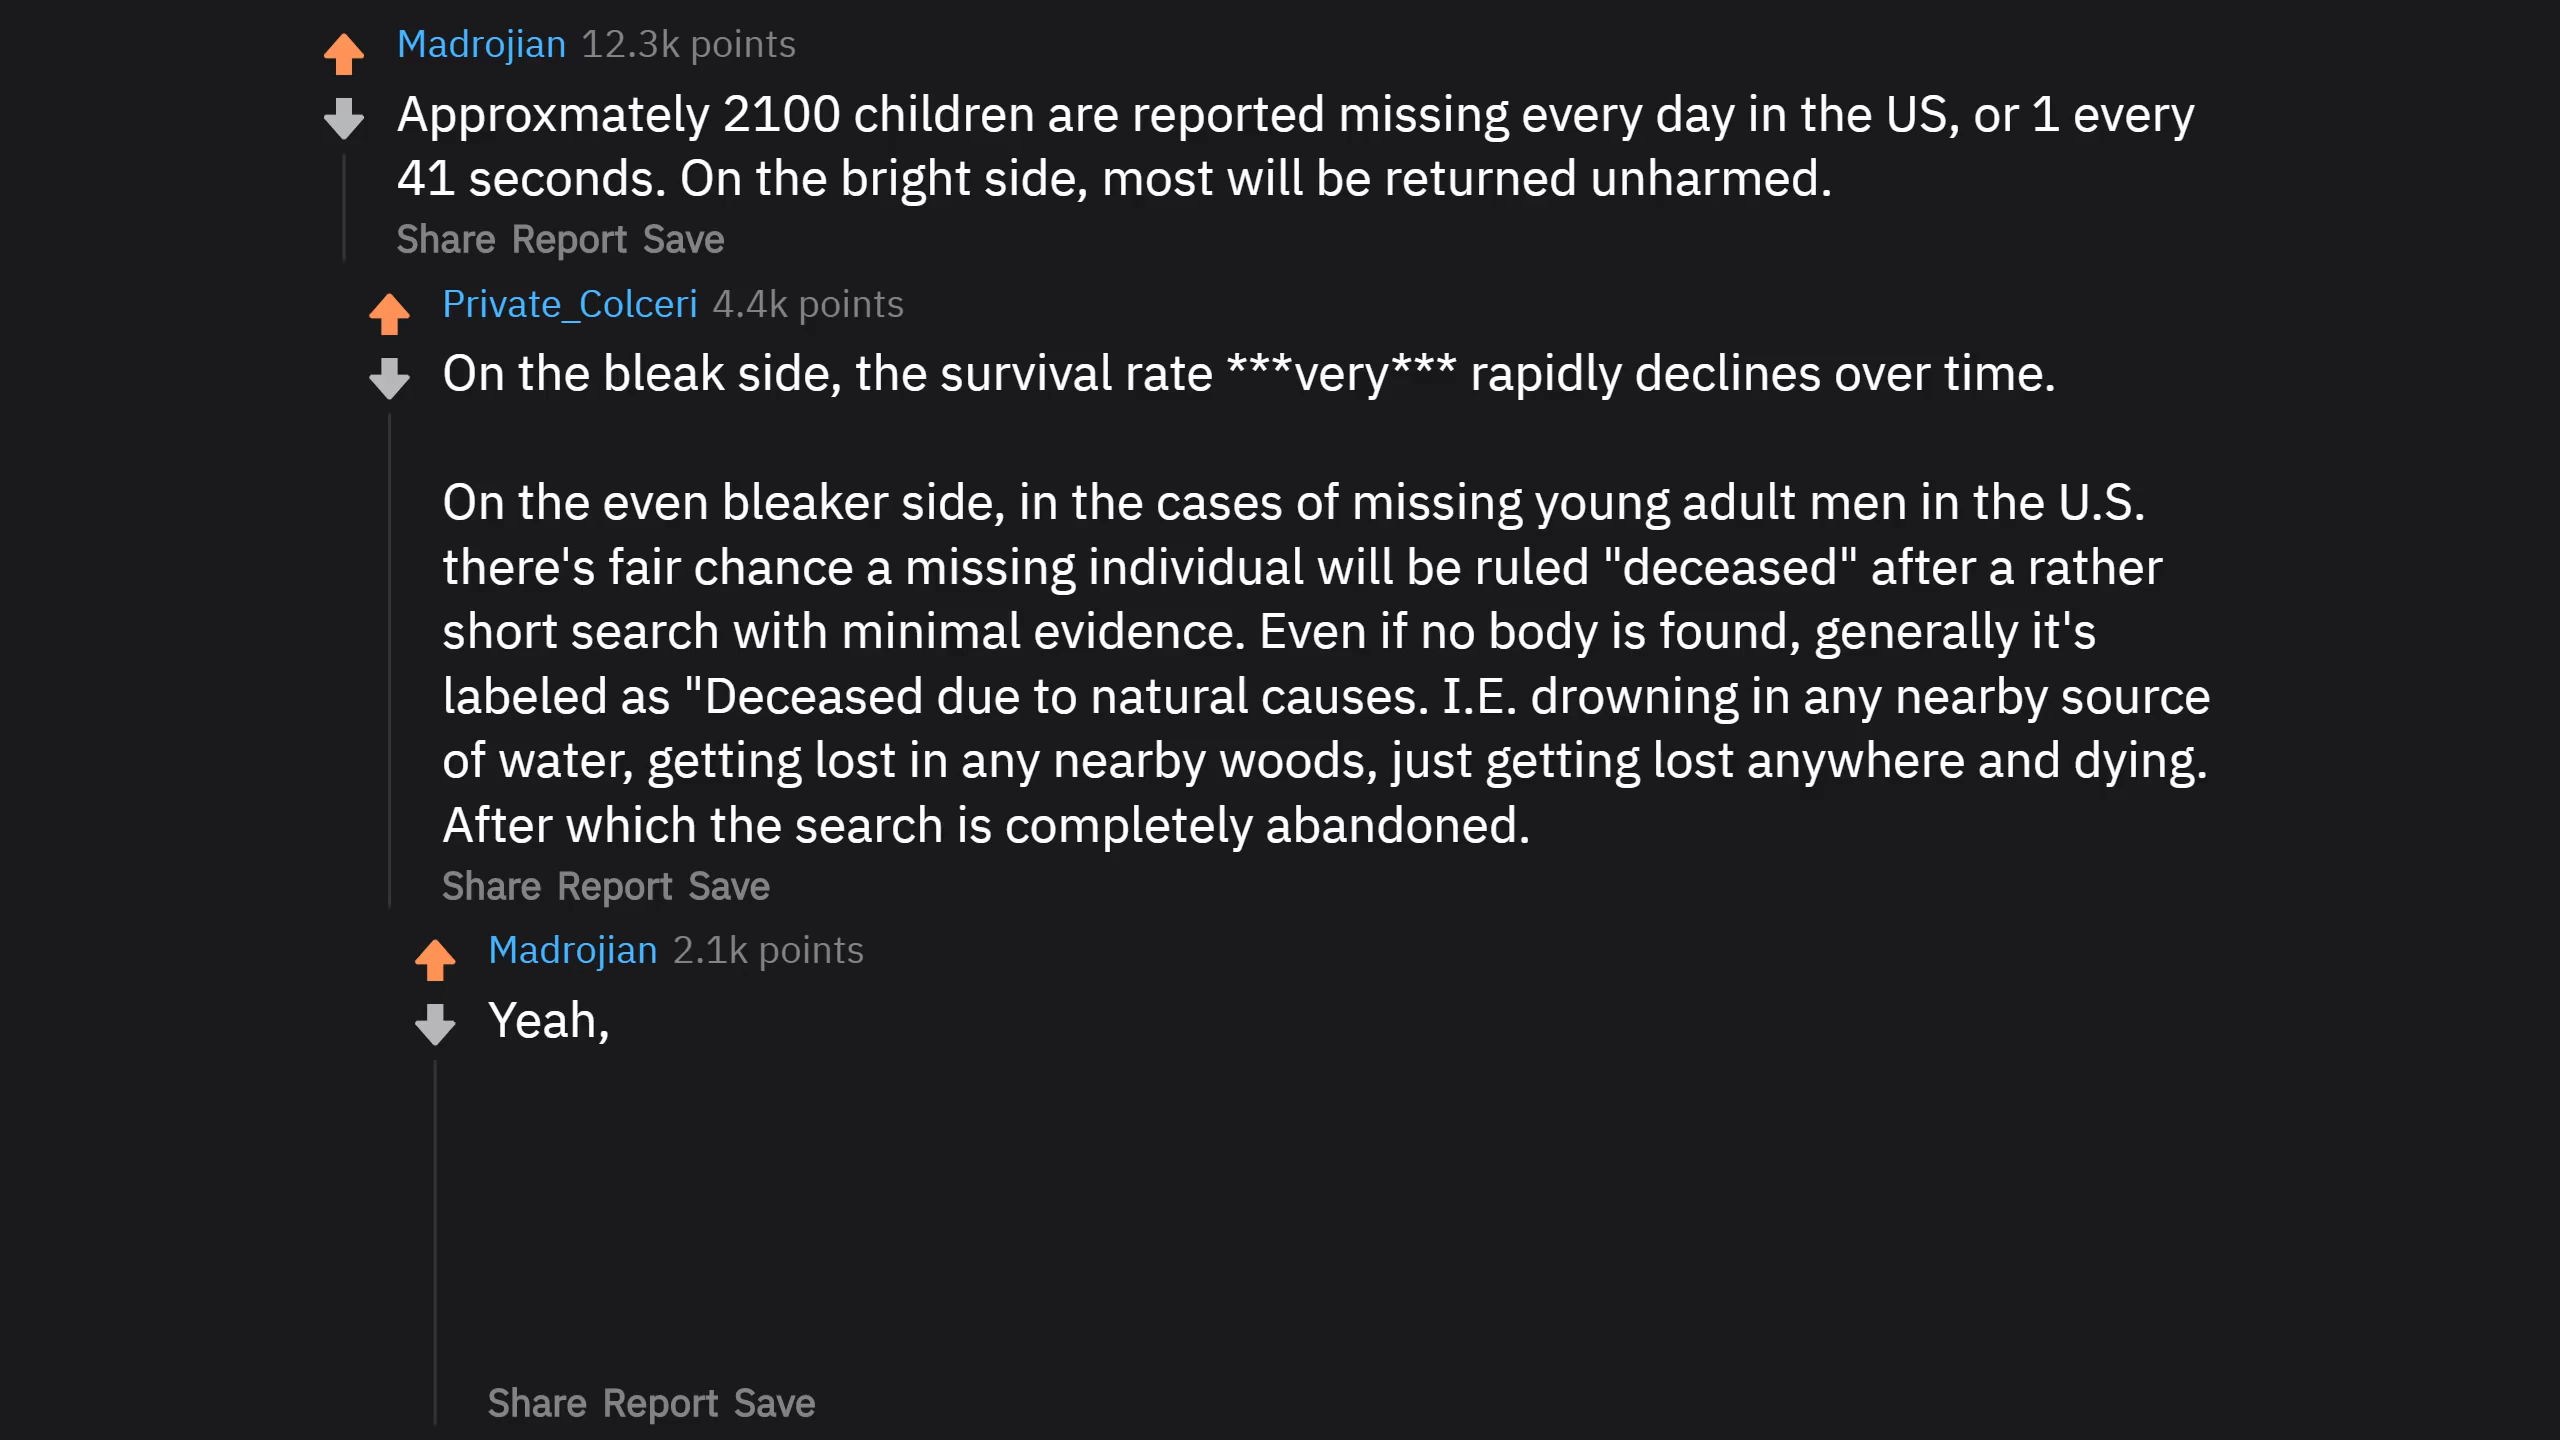 Madrojian 12.3k points
Approxmately 2100 children are reported missing every day in the US, or 1 every
41 seconds. On the bright side, most will be returned unharmed.
Share Report Save
Private_Colceri 4.4k points
On the bleak side, the survival rate ***very*** rapidly declines over time.
On the even bleaker side, in the cases of missing young adult men in the U.S.
there's fair chance a missing individual will be ruled "deceased" after a rather
short search with minimal evidence. Even if no body is found, generally it's
labeled as "Deceased due to natural causes. I.E. drowning in any nearby source
of water, getting lost in any nearby woods, just getting lost anywhere and dying.
After which the search is completely abandoned.
Share Report Save
Madrojian 2.1k points
Yeah,
Share Report Save